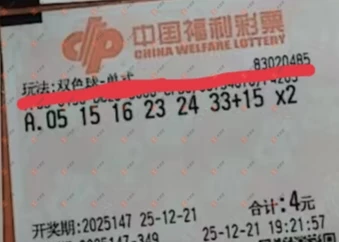 中国福利彩票
CHINA WELFARE LOTTERY
玩法:双色球-单式 83020485
A.05 15 16 23 24 33+15 x2
开奖期:2025147 25-12-21 合计:4元
:2025147-349 25-12-21 19:21:57